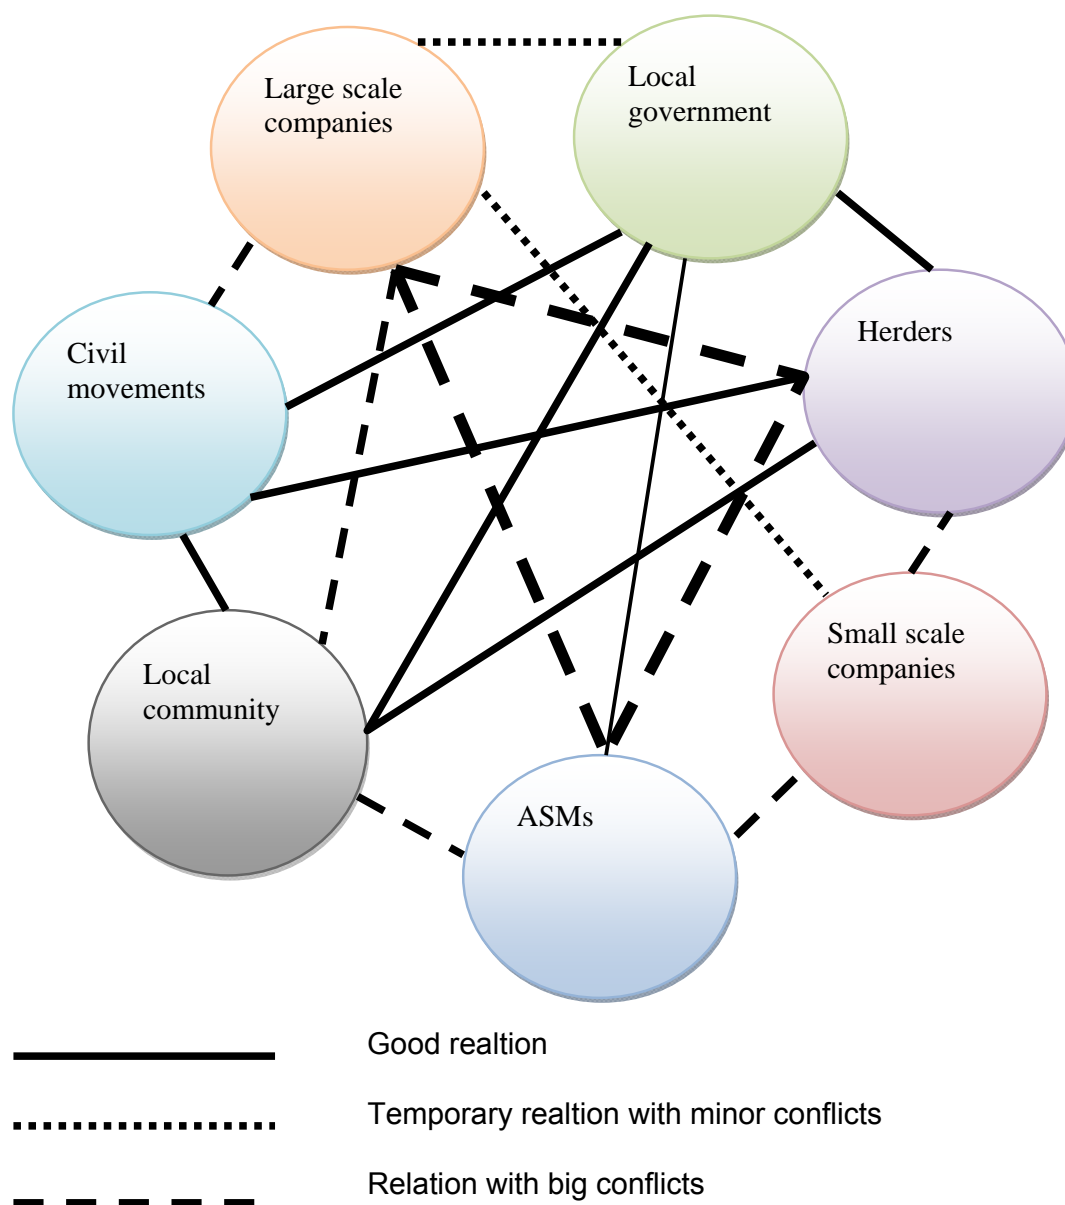 Large scale
companies
Local
government
Civil
movements
Herders
Local
community
Small scale
companies
ASMs
Good realtion
Temporary realtion with minor conflicts
Relation with big conflicts